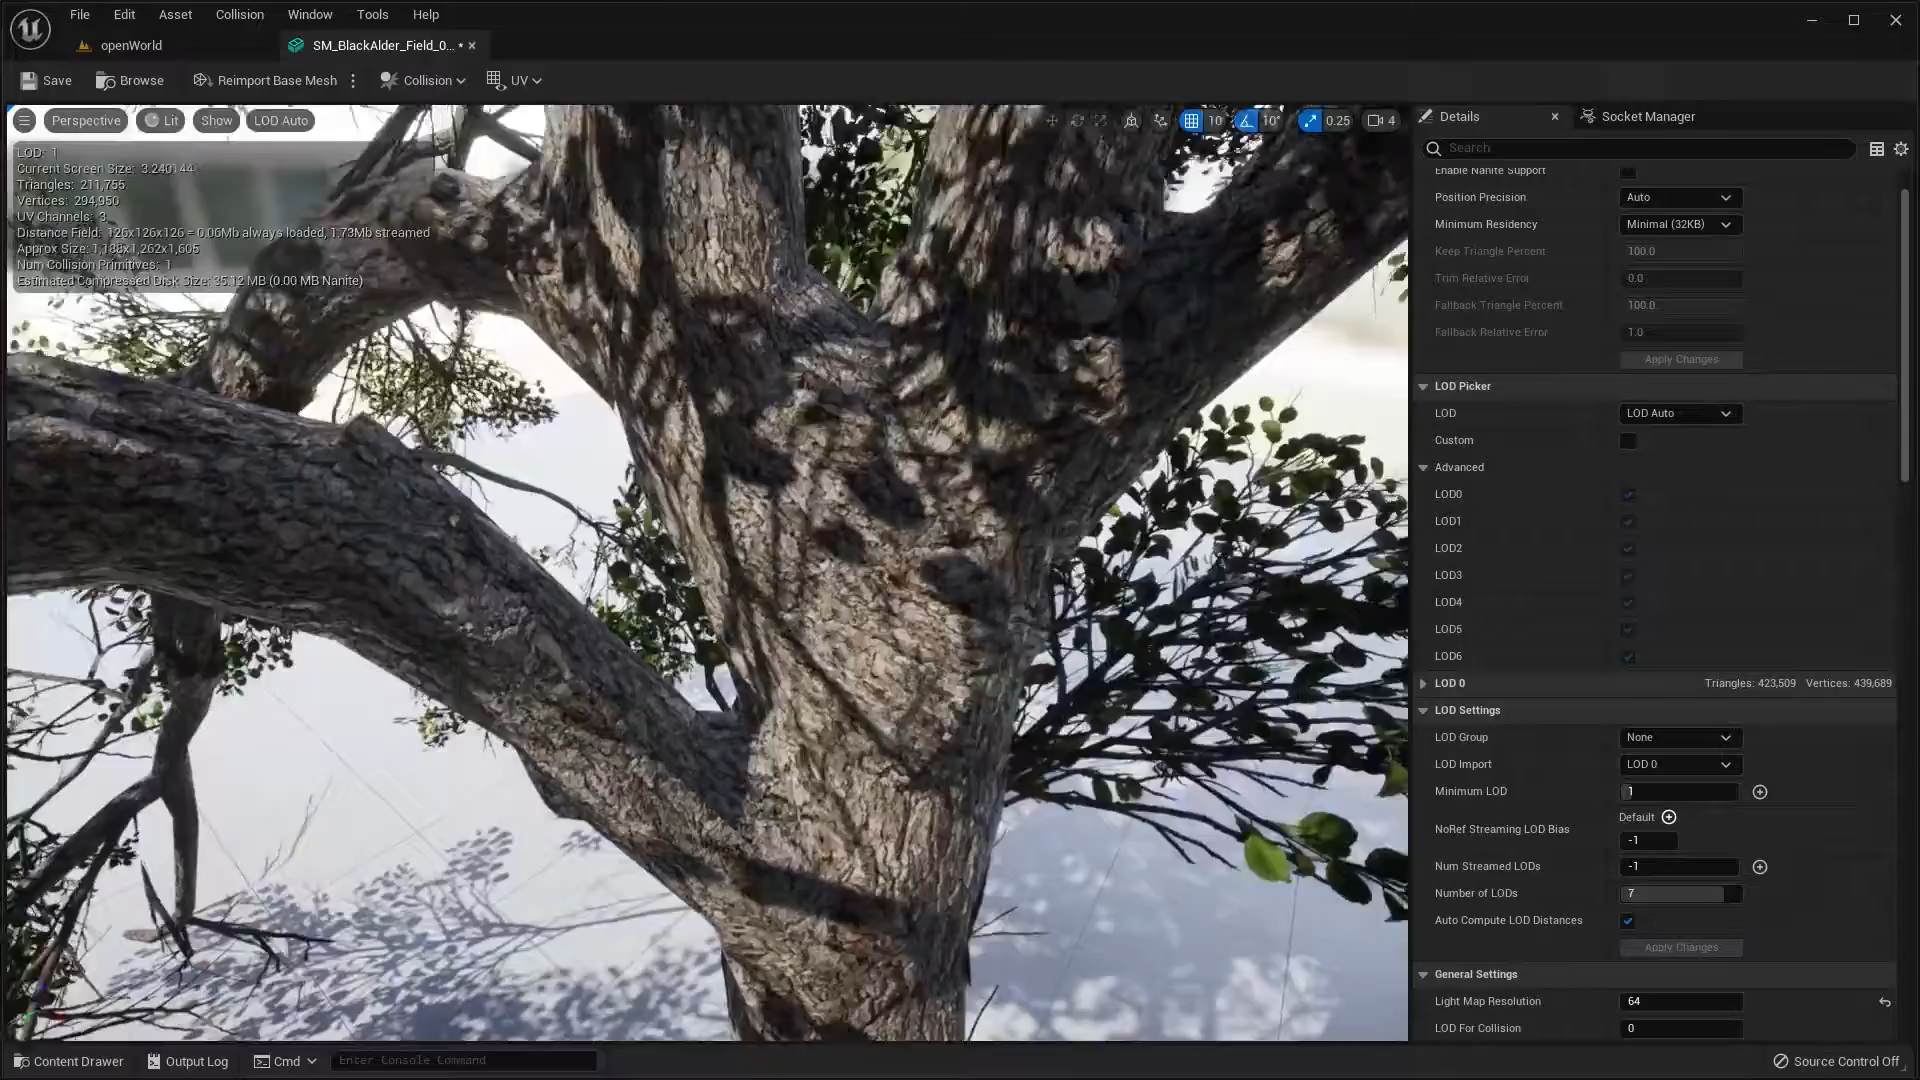 File Edit Asset Collision Window Tools Help
openWorld
SM_BlackAlder_Field_0... *
Save Browse Reimport Base Mesh Collision UV
Perspective Lit Show LOD Auto 10 10° 0.25 4
LOD: 1
Current Screen Size: 3.240144
Triangles: 211,755
Vertices: 294,950
UV Channels: 3
Distance Field: 126x126x126 = 0.06Mb always loaded, 1.73Mb streamed
Approx Size: 1,188x1,262x1,605
Num Collision Primitives: 1
Estimated Compressed Disk Size: 35.12 MB (0.00 MB Nanite)
Details
Socket Manager
Search
Enable Nanite Support
Position Precision Auto
Minimum Residency Minimal (32KB)
Keep Triangle Percent 100.0
Trim Relative Error 0.0
Fallback Triangle Percent 100.0
Fallback Relative Error 1.0
Apply Changes
LOD Picker
LOD LOD Auto
Custom
Advanced
LOD0
LOD1
LOD2
LOD3
LOD4
LOD5
LOD6
LOD 0 Triangles: 423,509 Vertices: 439,689
LOD Settings
LOD Group None
LOD Import LOD 0
Minimum LOD 1
Default
NoRef Streaming LOD Bias
-1
Num Streamed LODs -1
Number of LODs 7
Auto Compute LOD Distances
Apply Changes
General Settings
Light Map Resolution 64
LOD For Collision 0
Content Drawer Output Log Cmd Enter Console Command Source Control Off